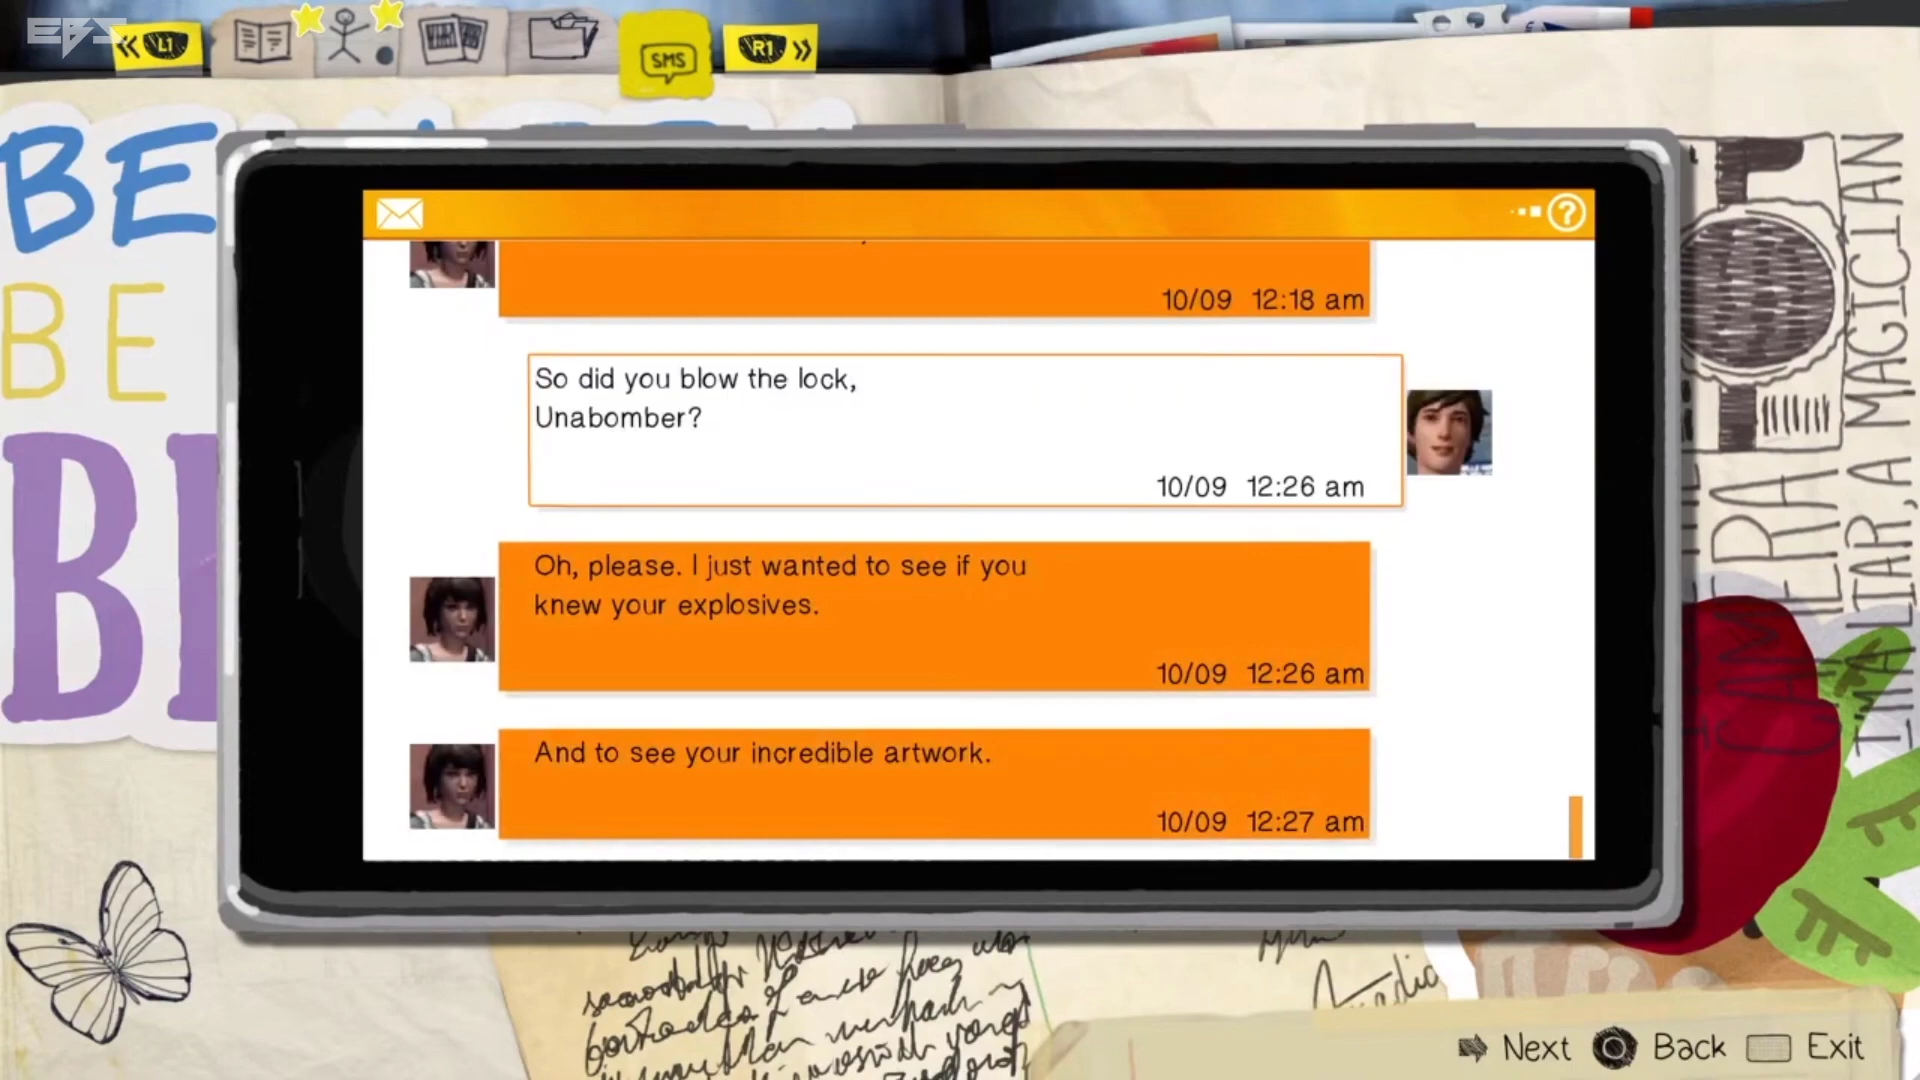 EBS
L1
SMS
R1
BE
BE
10/09 12:18 am
So did you blow the lock,
Unabomber?
10/09 12:26 am
Oh, please. I just wanted to see if you
knew your explosives.
10/09 12:26 am
And to see your incredible artwork.
10/09 12:27 am
CAMERA
LIAR, A MAGICIAN
Next
Back
Exit